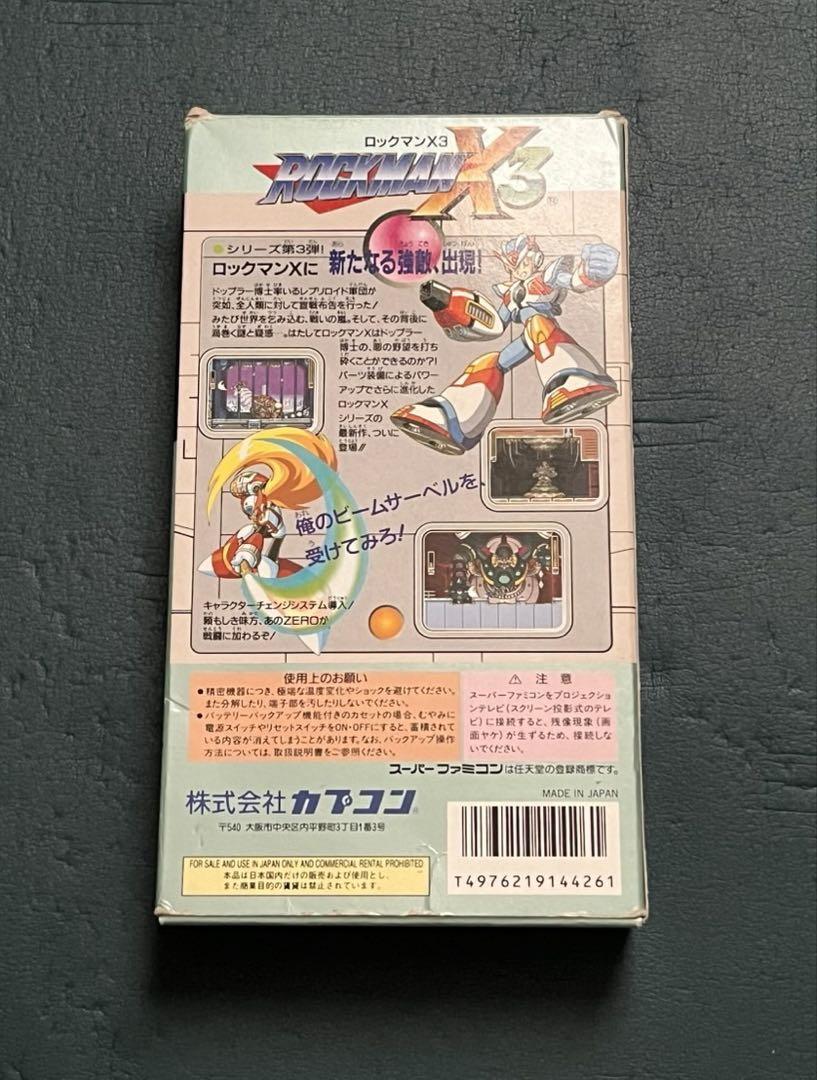 ロックマンX3
ROCKMAN X3
シリーズ第3弾!
ロックマンXに 新たなる強敵、出現!
ドップラー博士率いるレプリロイド軍団が
突如、全人類に対して宣戦布告を行った!
みたび世界を包み込む、戦いの嵐。そして、その背後に
渦巻く謎と疑惑…。はたしてロックマンXはドップラー
博士の、悪の野望を打ち
砕くことができるのか?!
パーツ装備によるパワー
アップでさらに進化した
ロックマンX
シリーズの
最新作、ついに
登場!!
俺のビームサーベルを、
受けてみろ!
キャラクターチェンジシステム導入!
頼もしき味方、あのZEROが
戦闘に加わるぞ!
使用上のお願い
●精密機器につき、極端な温度変化やショックを避けてください。
また分解したり、端子部を汚したりしないでください。
●バッテリーバックアップ機能付きのカセットの場合、むやみに
電源スイッチやリセットスイッチをON・OFFにすると、蓄積されて
いる内容が消えてしまうことがあります。なお、バックアップ操作
方法については、取扱説明書をご参照ください。
⚠ 注意
スーパーファミコンをプロジェクショ
ンテレビ(スクリーン投影式のテレ
ビ)に接続すると、残像現象(画
面ヤケ)が生ずるため、接続しな
いでください。
スーパーファミコンは任天堂の登録商標です。
株式会社カプコン
〒540 大阪市中央区内平野町3丁目1番3号
MADE IN JAPAN
FOR SALE AND USE IN JAPAN ONLY AND COMMERCIAL RENTAL PROHIBITED
本品は日本国内だけの販売および使用とし、
また商業目的の賃貸は禁止されています。
T4976219144261